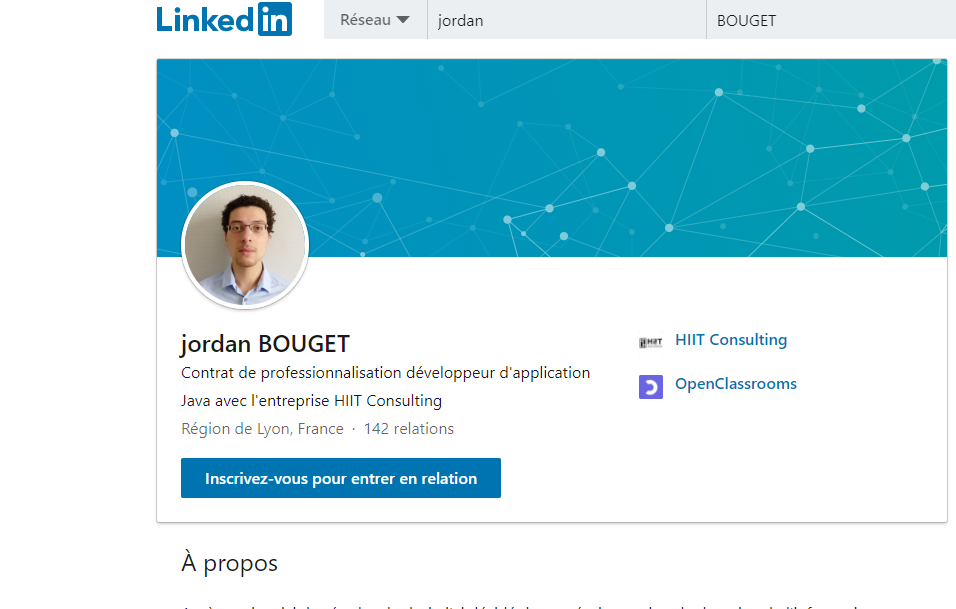 Linked in
Réseau jordan BOUGET
jordan BOUGET
Contrat de professionnalisation développeur d'application
Java avec l'entreprise HIIT Consulting
Région de Lyon, France · 142 relations
Inscrivez-vous pour entrer en relation
HIIT Consulting
OpenClassrooms
À propos